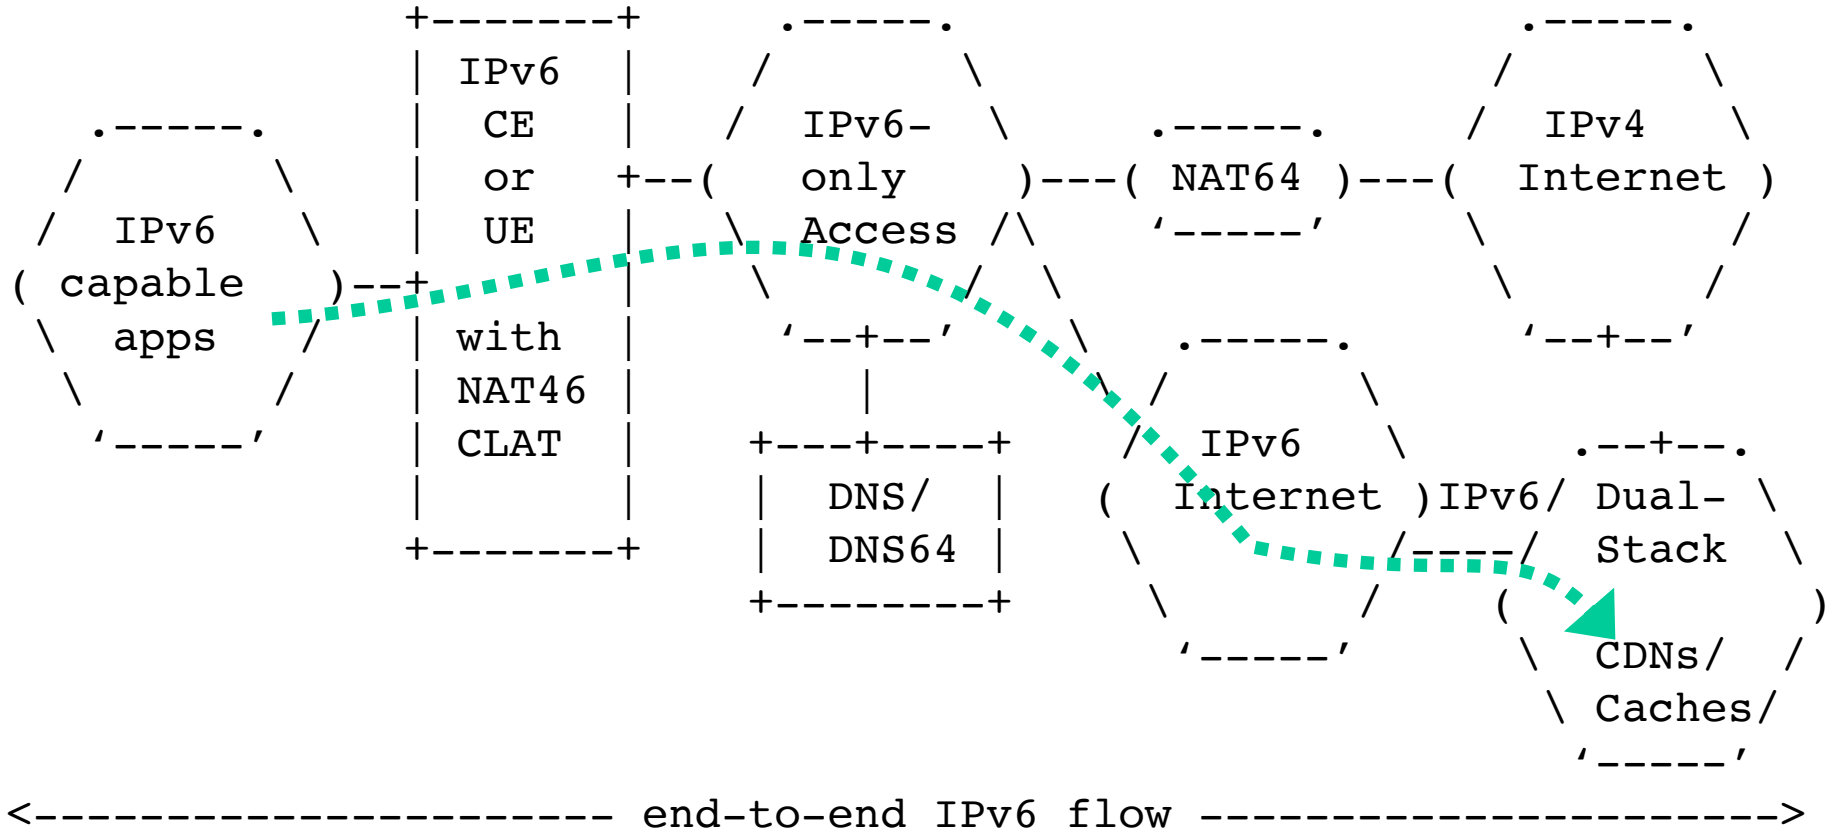 IPv6
capable
apps
IPv6
CE
or
UE
with
NAT46
CLAT
IPv6-
only
Access
NAT64
IPv4
Internet
DNS/
DNS64
IPv6
Internet
IPv6
Dual-
Stack
CDNs/
Caches
<---------------------- end-to-end IPv6 flow ---------------------->